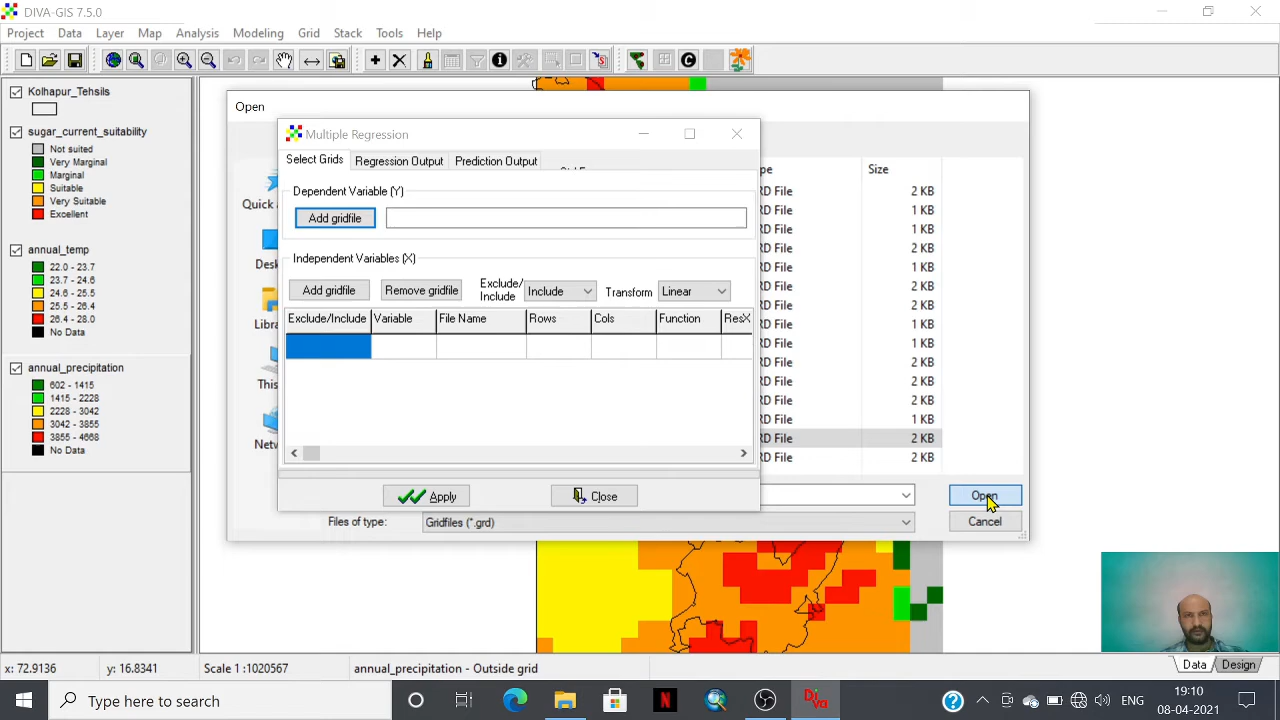 DIVA-GIS 7.5.0
Project Data Layer Map Analysis Modeling Grid Stack Tools Help
Kolhapur_Tehsils
sugar_current_suitability
Not suited
Very Marginal
Marginal
Suitable
Very Suitable
Excellent
annual_temp
22.0 - 23.7
23.7 - 24.6
24.6 - 25.5
25.5 - 26.4
26.4 - 28.0
No Data
annual_precipitation
602 - 1415
1415 - 2228
2228 - 3042
3042 - 3855
3855 - 4668
No Data
Open
Quick a
Desk
Libra
This
Netw
Multiple Regression
Select Grids Regression Output Prediction Output
Dependent Variable (Y)
Add gridfile
Independent Variables (X)
Add gridfile Remove gridfile Exclude/
Include Include Transform Linear
Exclude/Include Variable File Name Rows Cols Function ResX
Apply Close
pe Size
RD File 2 KB
RD File 1 KB
RD File 1 KB
RD File 2 KB
RD File 1 KB
RD File 2 KB
RD File 2 KB
RD File 1 KB
RD File 1 KB
RD File 2 KB
RD File 2 KB
RD File 2 KB
RD File 1 KB
RD File 2 KB
RD File 2 KB
Open
Files of type: Gridfiles (*.grd) Cancel
x: 72.9136 y: 16.8341 Scale 1 :1020567 annual_precipitation - Outside grid Data Design
Type here to search
ENG
19:10
08-04-2021